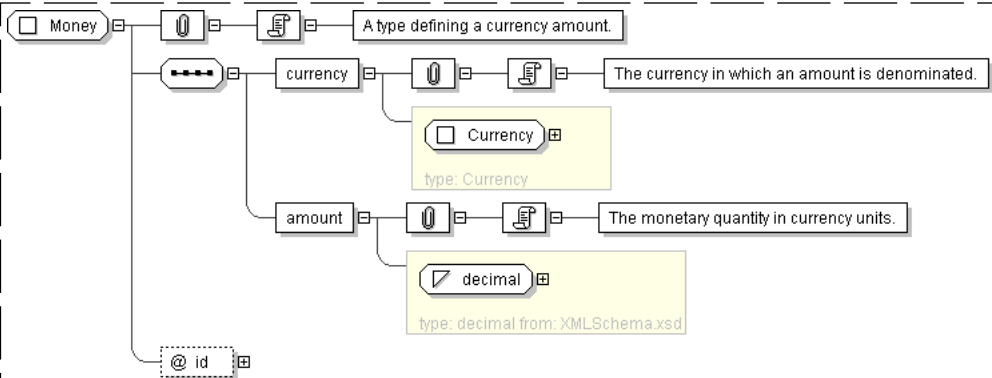 Money
A type defining a currency amount.
currency
The currency in which an amount is denominated.
Currency
type: Currency
amount
The monetary quantity in currency units.
decimal
type: decimal from: XMLSchema.xsd
@ id